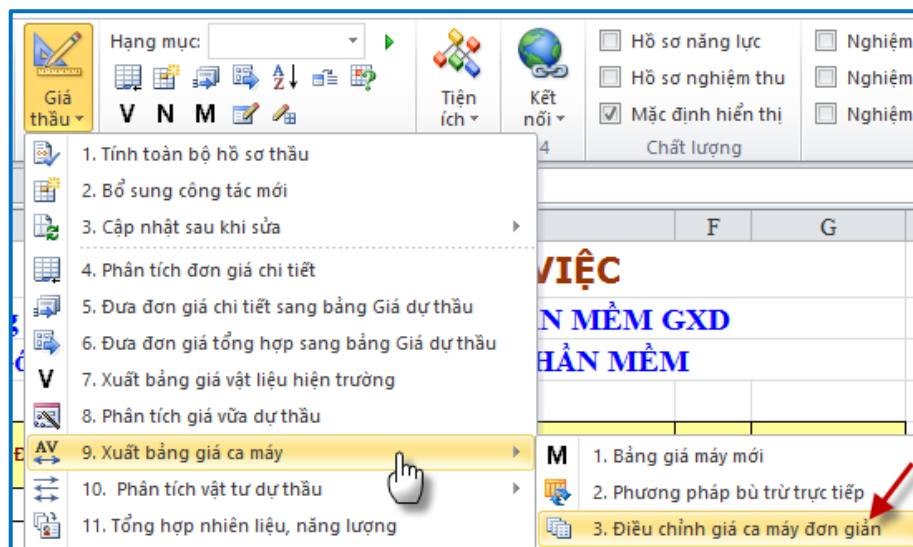 Hạng mục:
Giá thầu
V N M
Tiện ích
Kết nối
Hồ sơ năng lực
Hồ sơ nghiệm thu
Mặc định hiển thị
Chất lượng
Nghiệm
Nghiệm
Nghiệm
4
F G
VIỆC
N MỀM GXD
HẦN MỀM
1. Tính toàn bộ hồ sơ thầu
2. Bổ sung công tác mới
3. Cập nhật sau khi sửa
4. Phân tích đơn giá chi tiết
5. Đưa đơn giá chi tiết sang bảng Giá dự thầu
6. Đưa đơn giá tổng hợp sang bảng Giá dự thầu
V 7. Xuất bảng giá vật liệu hiện trường
8. Phân tích giá vữa dự thầu
AV 9. Xuất bảng giá ca máy
10. Phân tích vật tư dự thầu
11. Tổng hợp nhiên liệu, năng lượng
M 1. Bảng giá máy mới
2. Phương pháp bù trừ trực tiếp
3. Điều chỉnh giá ca máy đơn giản